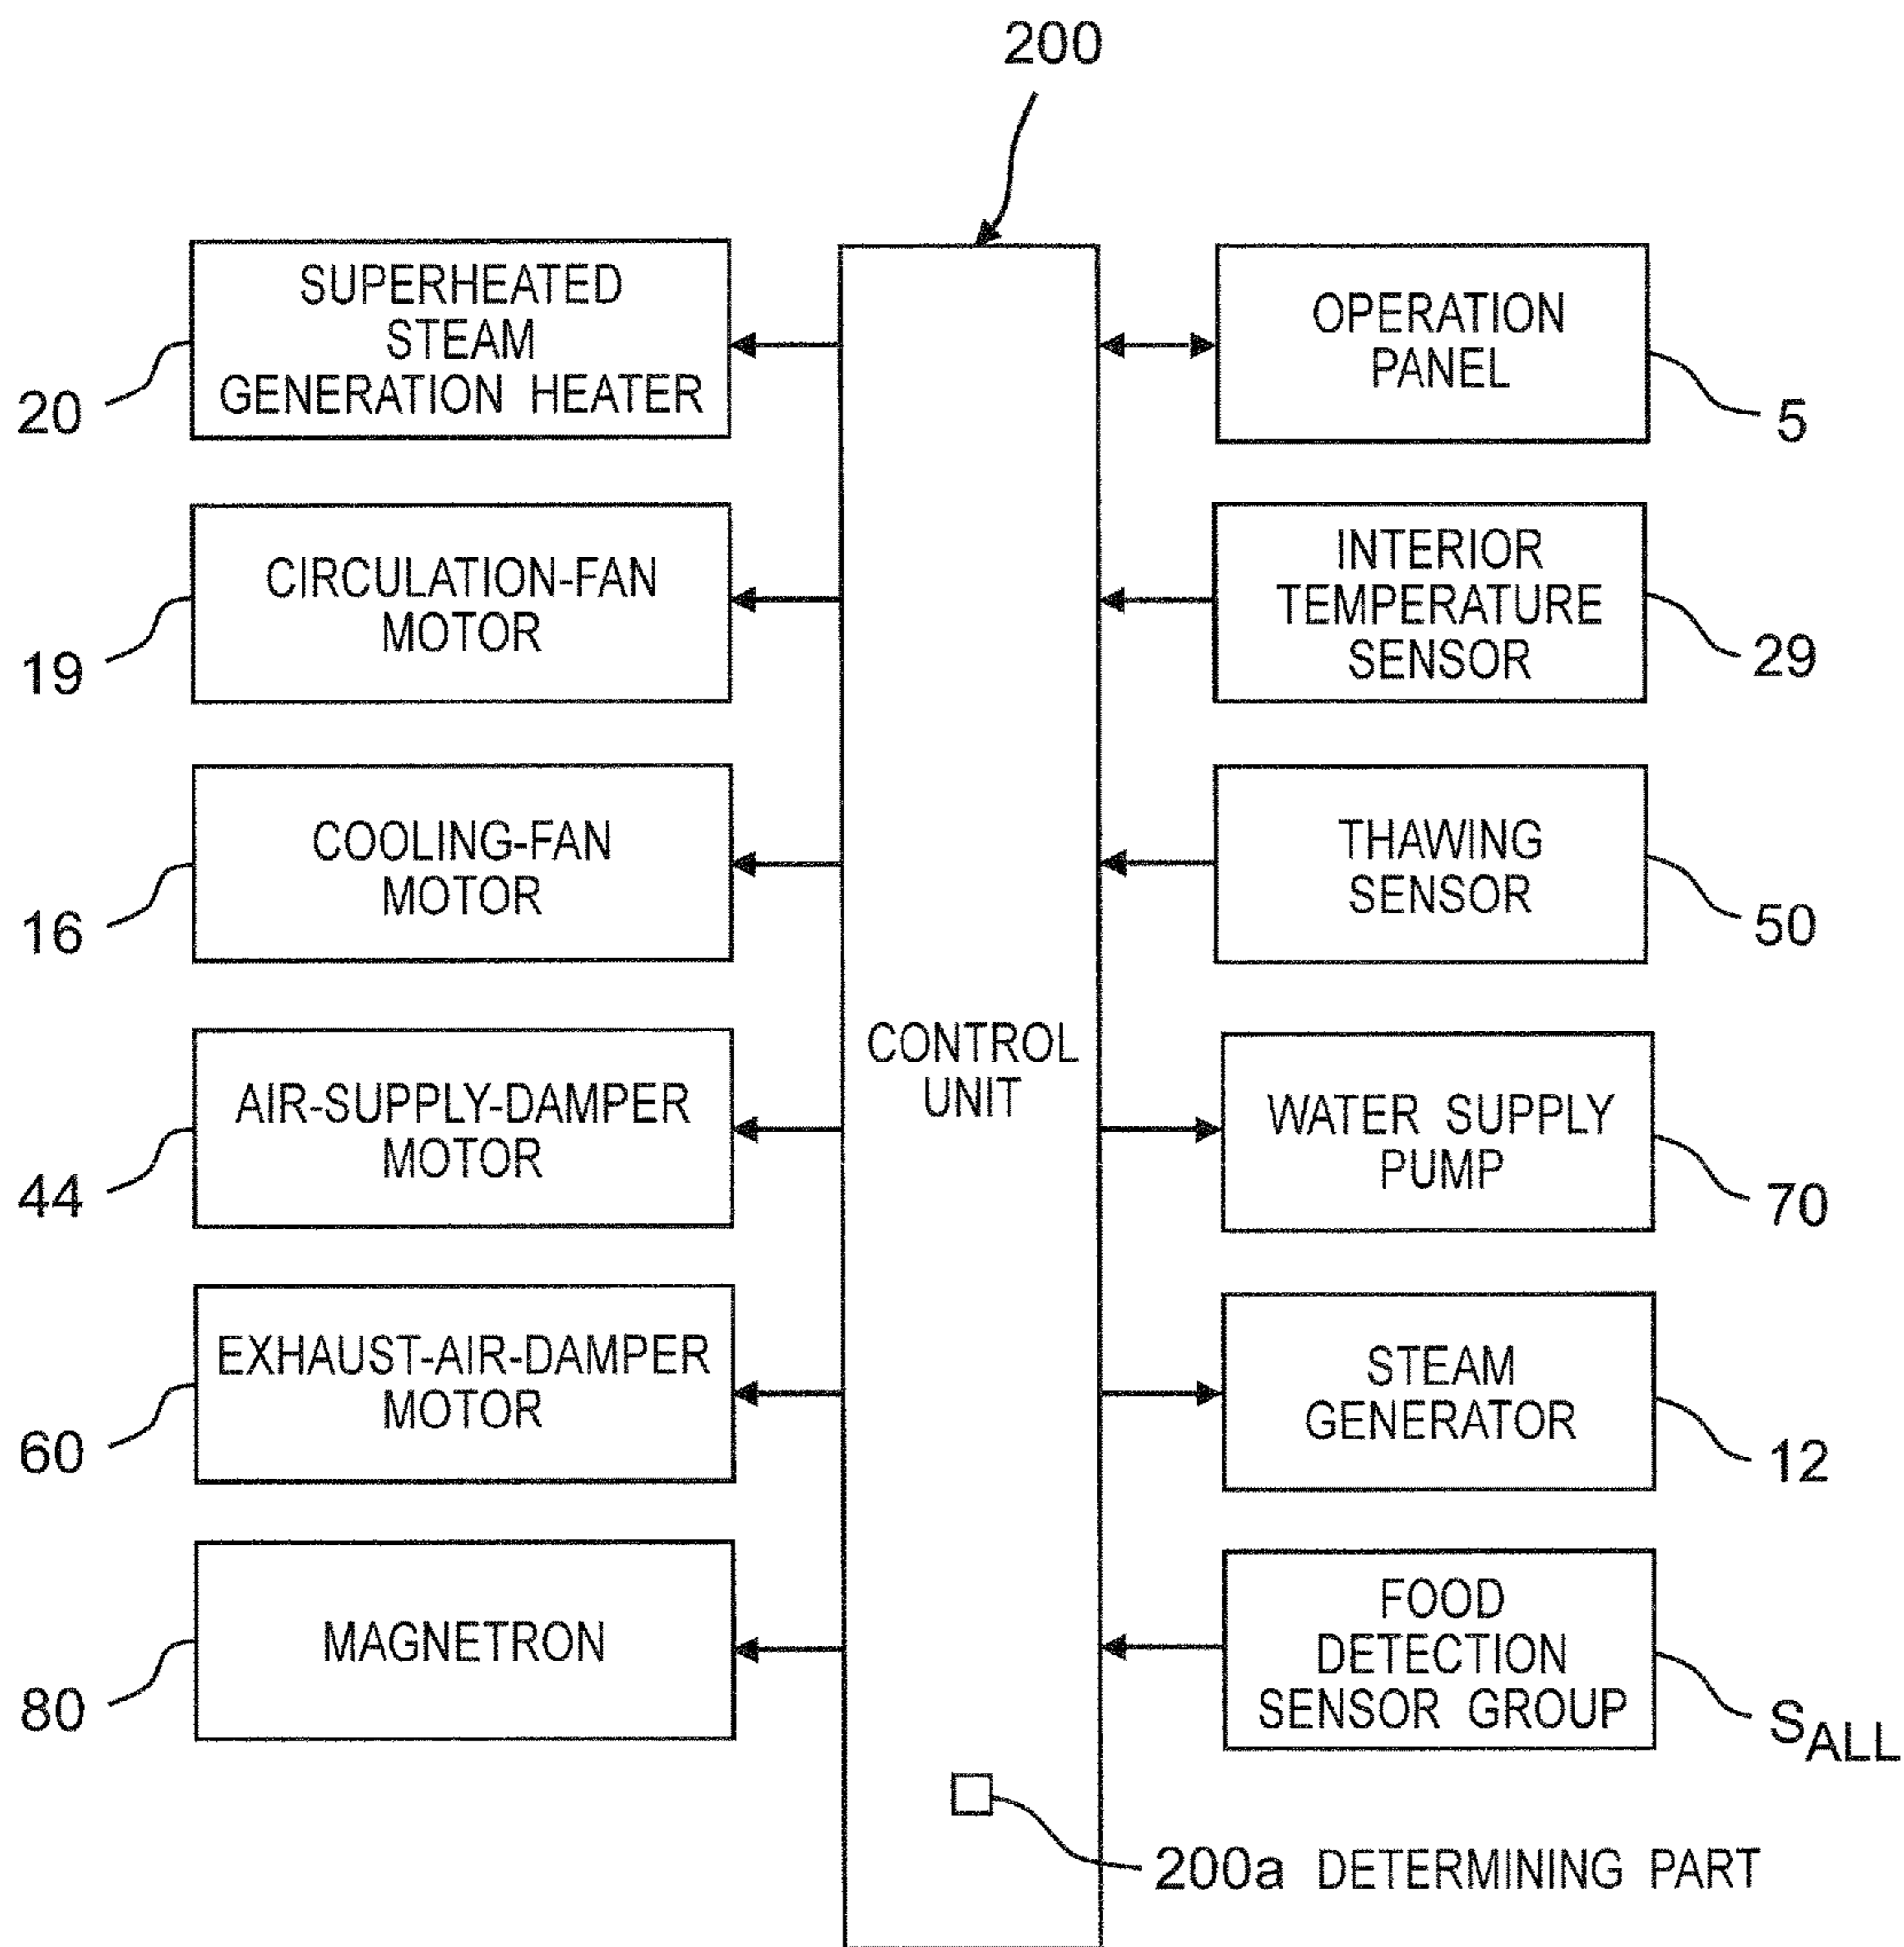 200
SUPERHEATED
STEAM
GENERATION HEATER
20
CIRCULATION-FAN
MOTOR
19
COOLING-FAN
MOTOR
16
AIR-SUPPLY-DAMPER
MOTOR
44
EXHAUST-AIR-DAMPER
MOTOR
60
MAGNETRON
80
CONTROL
UNIT
OPERATION
PANEL
5
INTERIOR
TEMPERATURE
SENSOR
29
THAWING
SENSOR
50
WATER SUPPLY
PUMP
70
STEAM
GENERATOR
12
FOOD
DETECTION
SENSOR GROUP
SALL
200a DETERMINING PART